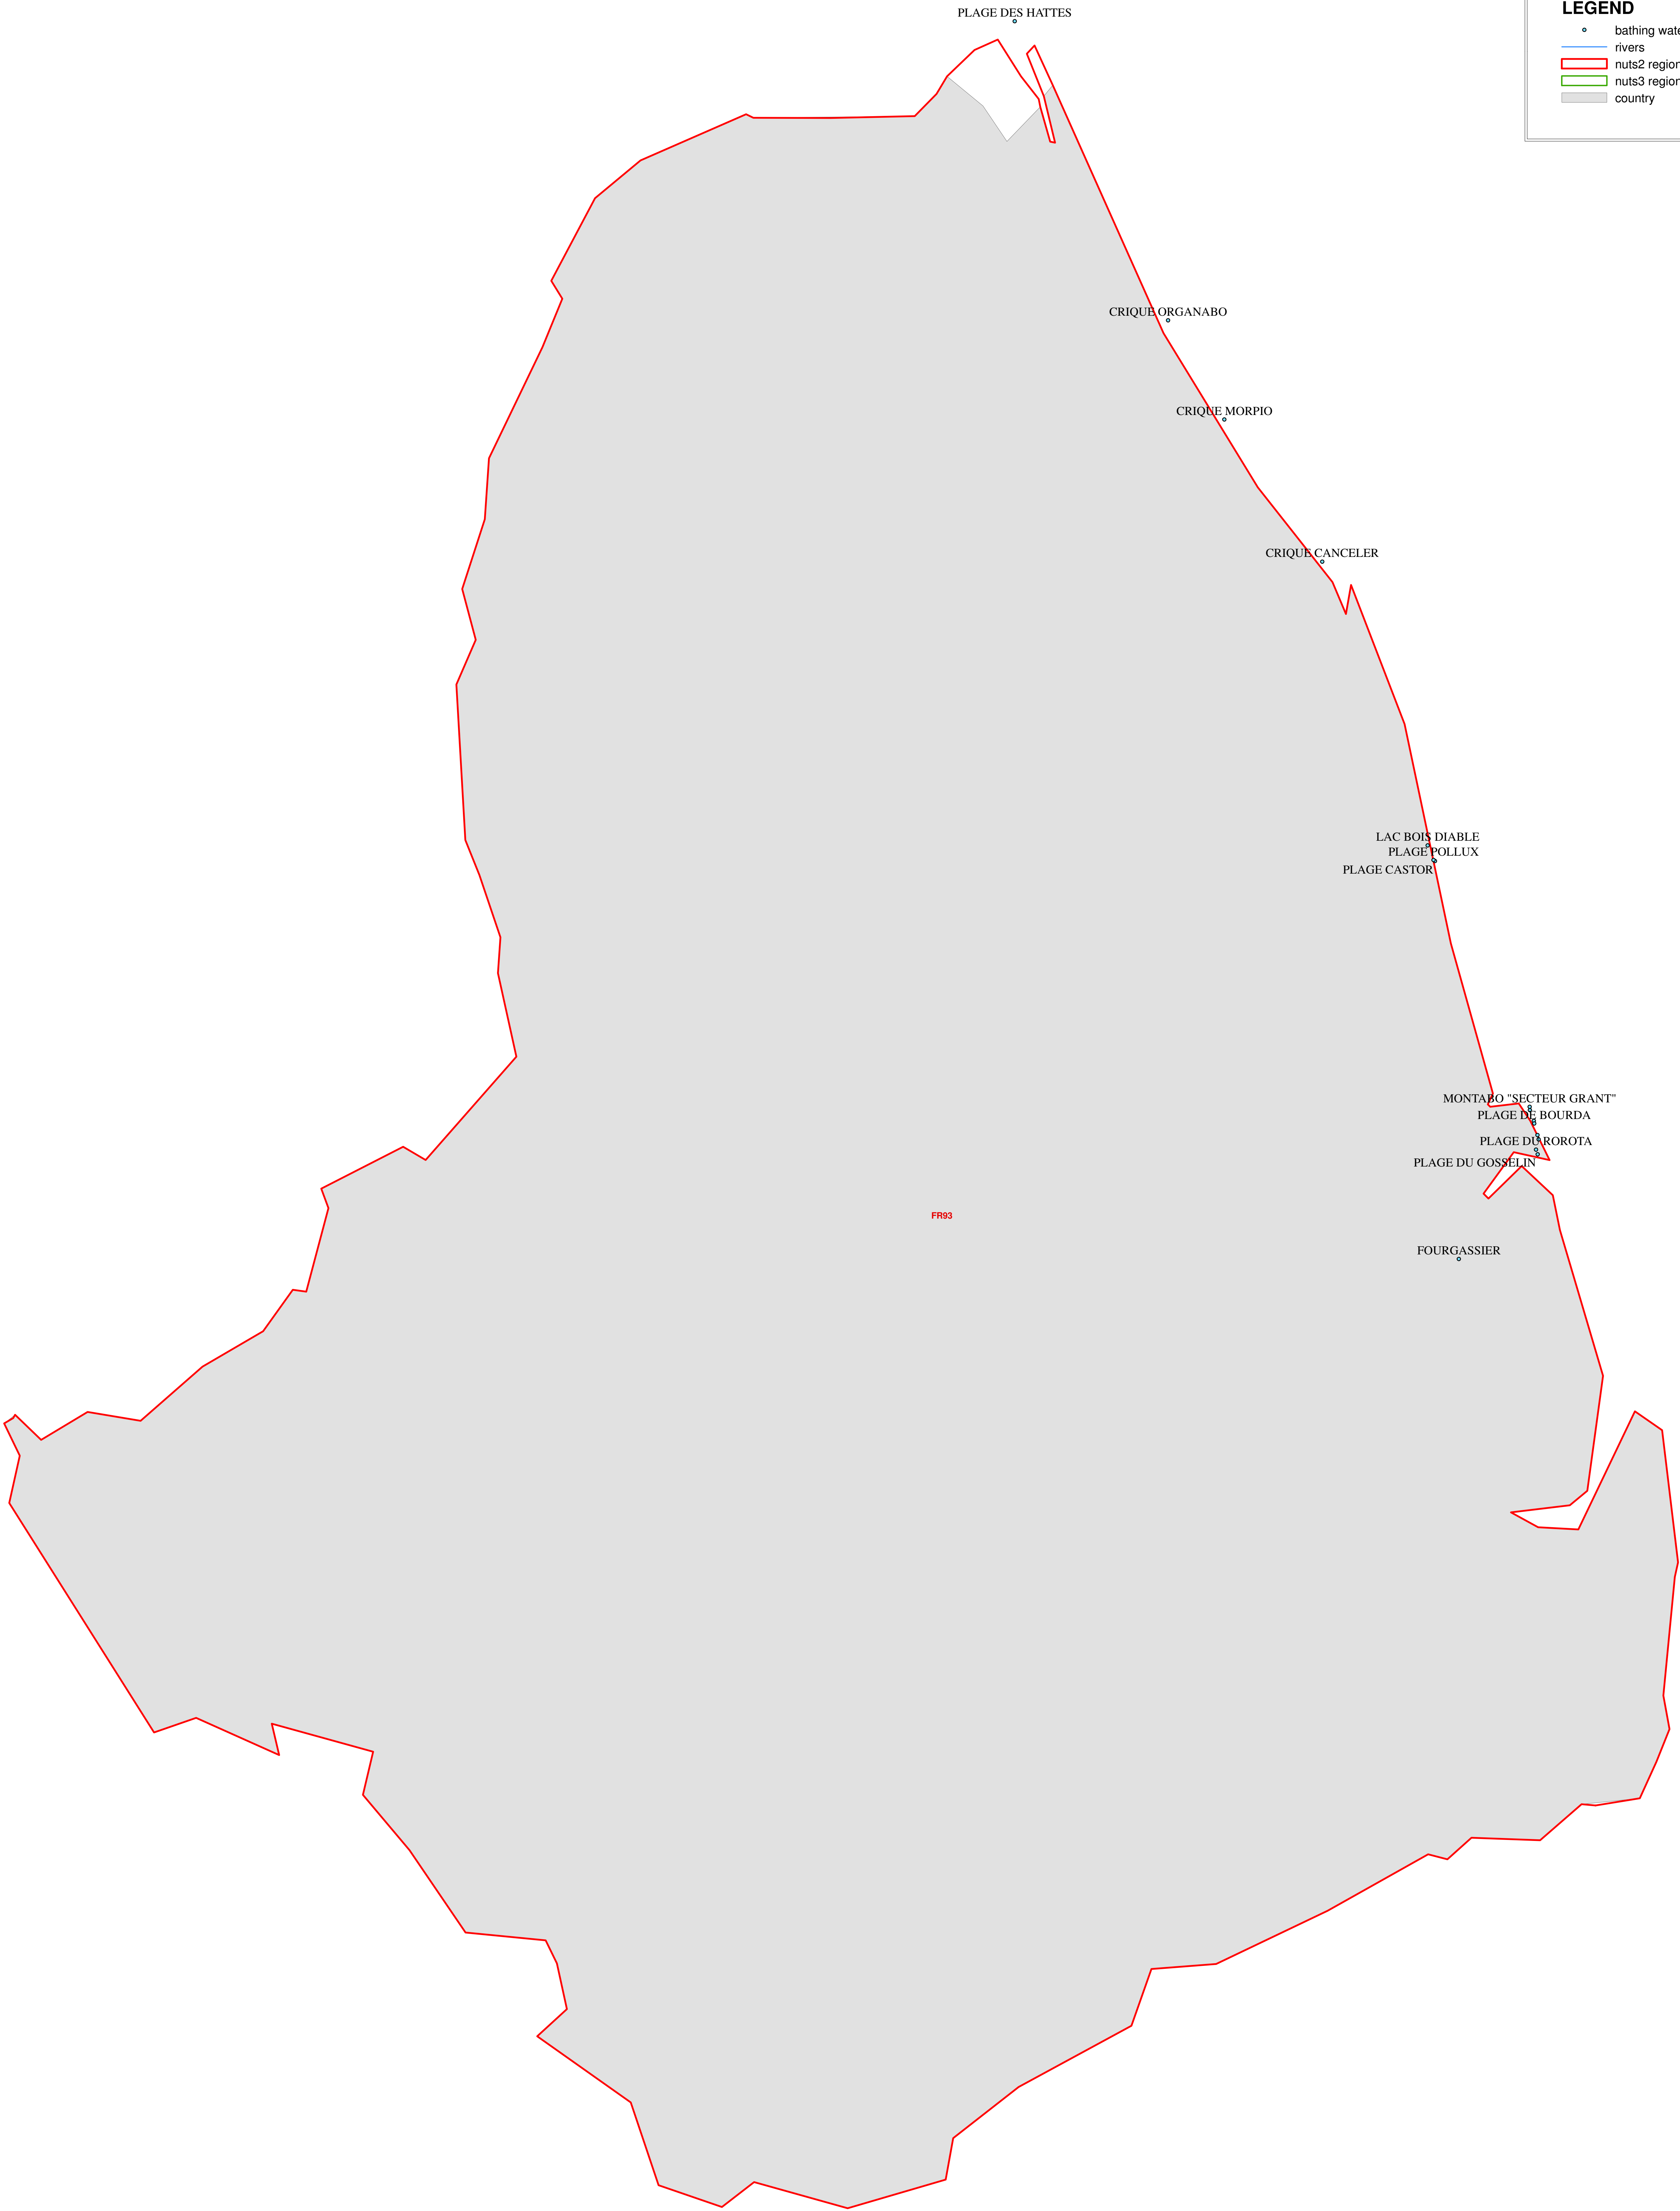 PLAGE DES HATTES
LEGEND
bathing wate
rivers
nuts2 region
nuts3 region
country
CRIQUE ORGANABO
CRIQUE MORPIO
CRIQUE CANCELER
LAC BOIS DIABLE
PLAGE POLLUX
PLAGE CASTOR
MONTABO "SECTEUR GRANT"
PLAGE DE BOURDA
PLAGE DU ROROTA
PLAGE DU GOSSELIN
FR93
FOURGASSIER